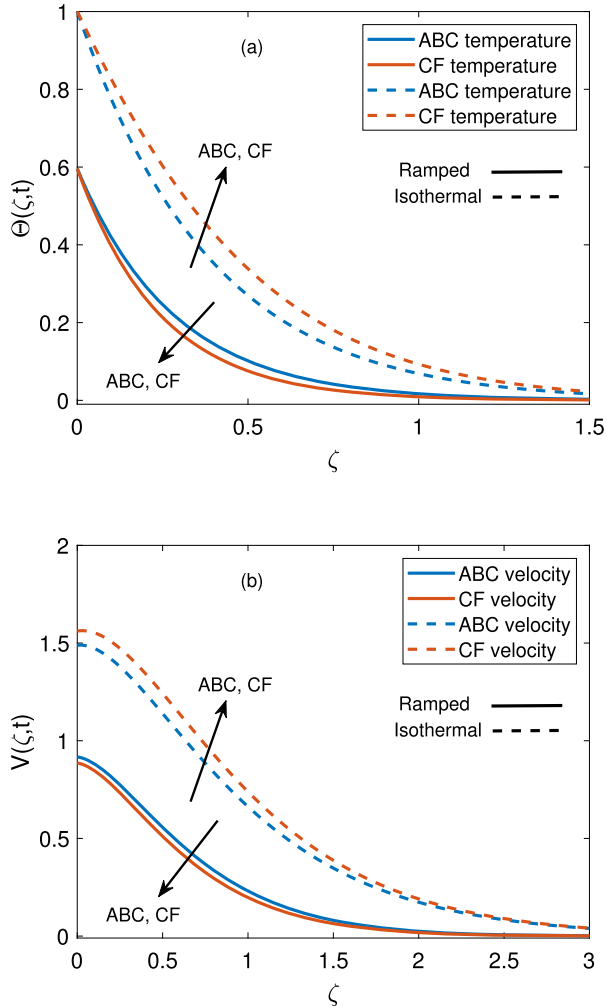 1
0.8
0.6
0.4
0.2
0
Θ(ζ,t)
(a)
ABC temperature
CF temperature
ABC temperature
CF temperature
Ramped
Isothermal
ABC, CF
ABC, CF
0
0.5
1
1.5
ζ
2
1.5
1
0.5
0
V(ζ,t)
(b)
ABC velocity
CF velocity
ABC velocity
CF velocity
Ramped
Isothermal
ABC, CF
ABC, CF
0
0.5
1
1.5
2
2.5
3
ζ